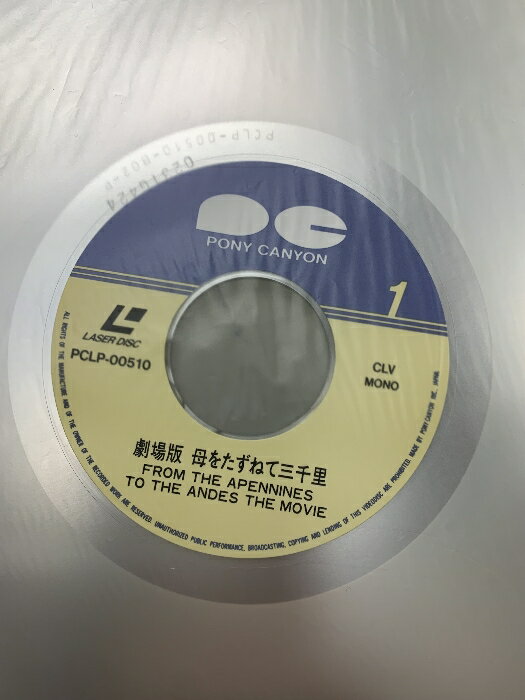 PCLP-00510-B02
PC
PONY CANYON
1
LASER DISC
PCLP-00510
CLV
MONO
劇場版 母をたずねて三千里
FROM THE APENNINES
TO THE ANDES THE MOVIE
ALL RIGHTS OF THE MANUFACTURE AND OF THE OWNER OF THE RECORDED WORK ARE RESERVED. UNAUTHORIZED PUBLIC PERFORMANCE, BROADCASTING, COPYING AND LENDING OF THIS VIDEODISC ARE PROHIBITED. MADE BY PONY CANYON INC. JAPAN